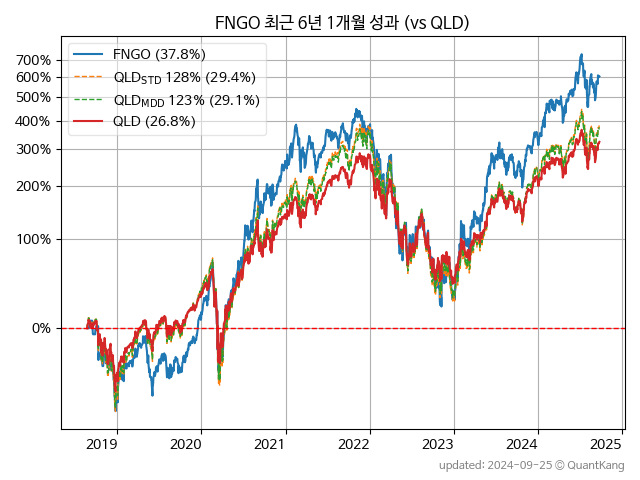 FNGO 최근 6년 1개월 성과 (vs QLD)
FNGO (37.8%)
QLD_STD 128% (29.4%)
QLD_MDD 123% (29.1%)
QLD (26.8%)
700%
600%
500%
400%
300%
200%
100%
0%
2019 2020 2021 2022 2023 2024 2025
updated: 2024-09-25 © QuantKang